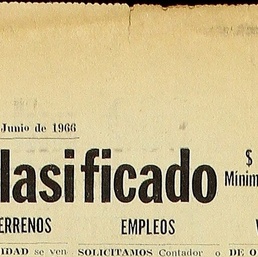 Junio de 1966
lasificado
$
Mínim
ERRENOS EMPLEOS
IDAD se ven SOLICITAMOS Contador o DE O